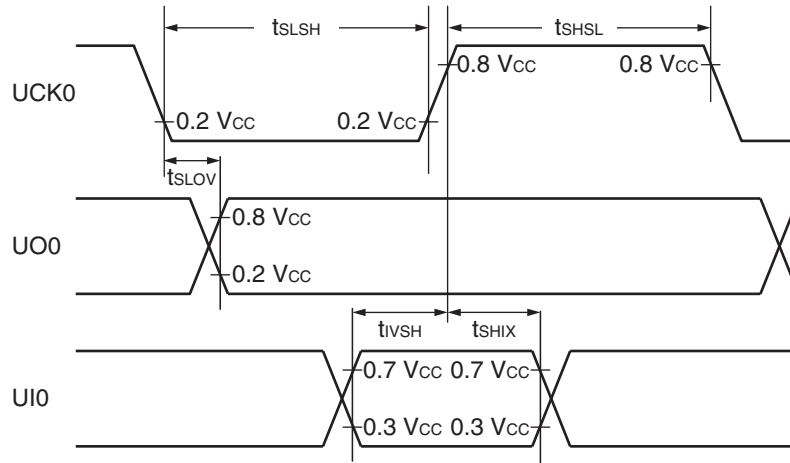 tSLSH tSHSL
UCK0 0.8 VCC 0.8 VCC
0.2 VCC 0.2 VCC
tSLOV
UO0 0.8 VCC
0.2 VCC
tIVSH tSHIX
0.7 VCC 0.7 VCC
UI0
0.3 VCC 0.3 VCC